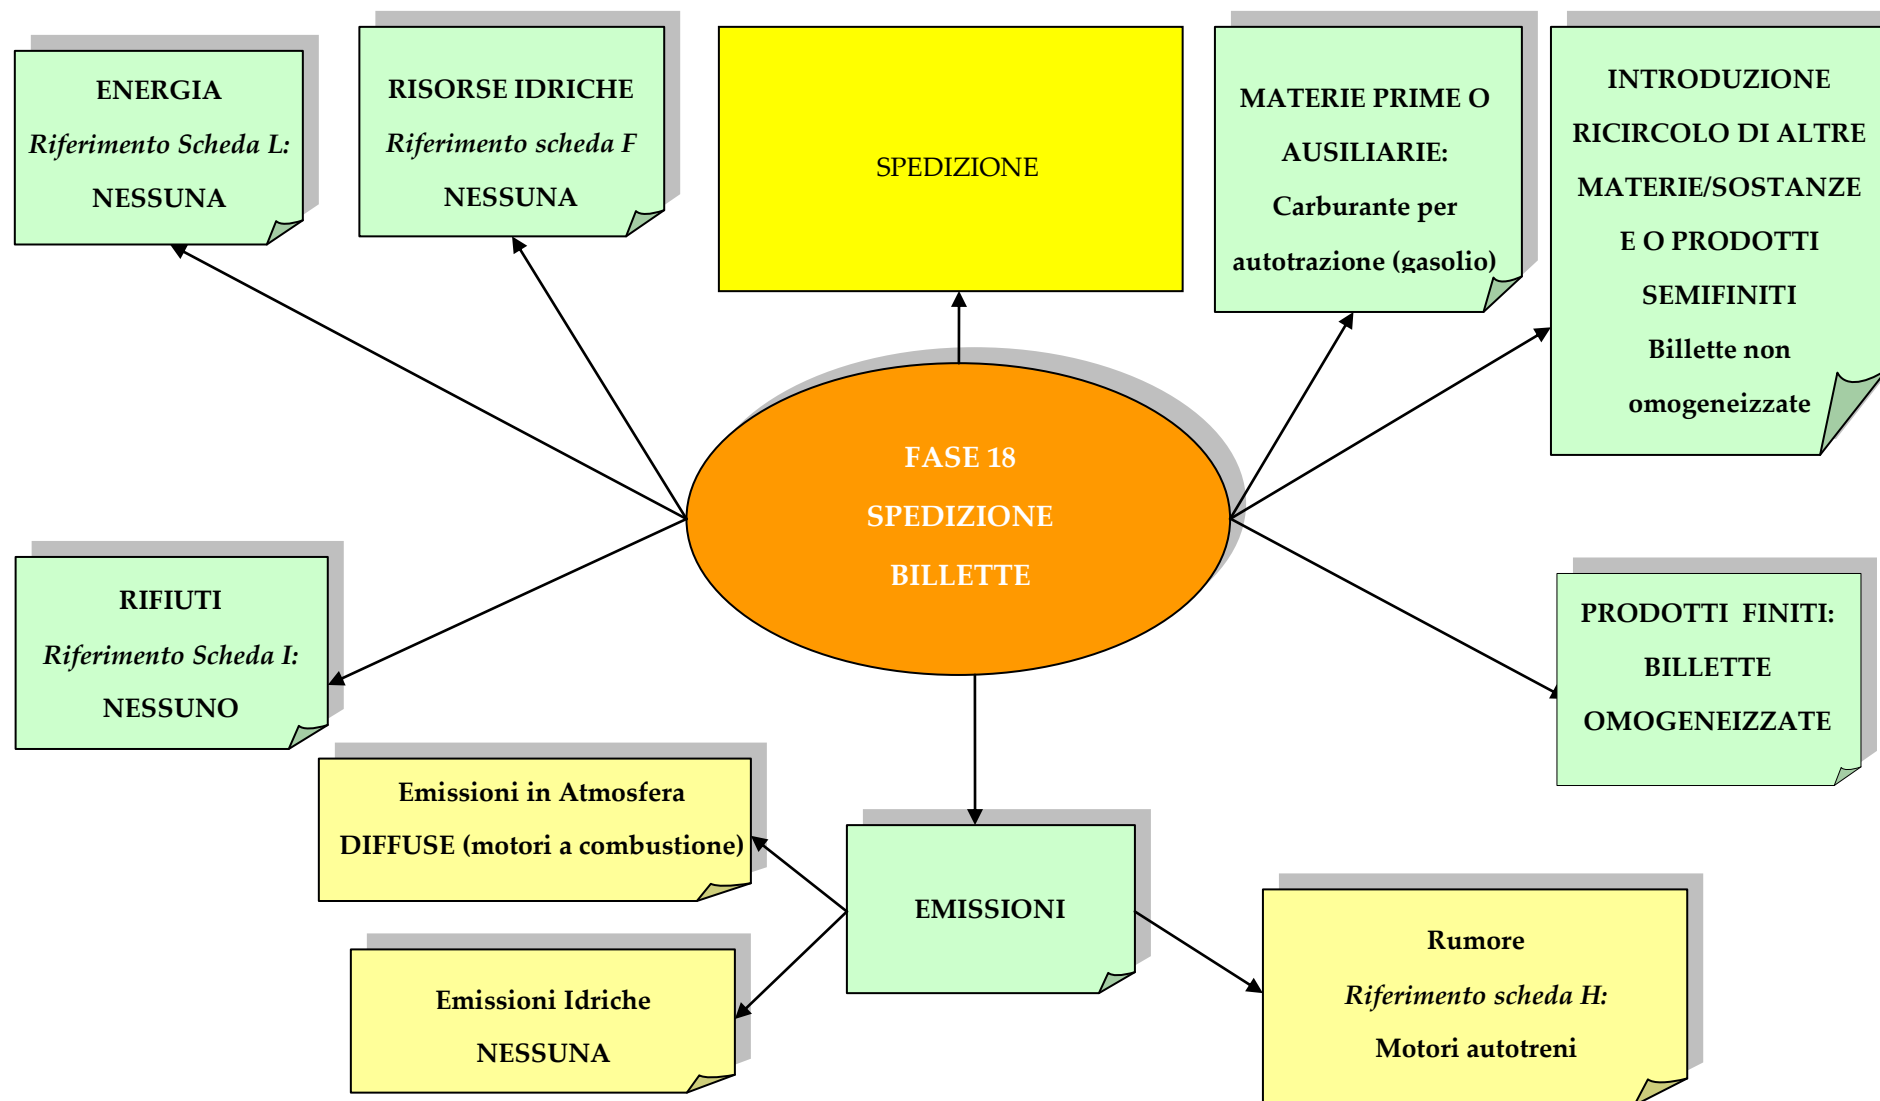 ENERGIA
Riferimento Scheda L:
NESSUNA
RISORSE IDRICHE
Riferimento scheda F
NESSUNA
SPEDIZIONE
MATERIE PRIME O
AUSILIARIE:
Carburante per
autotrazione (gasolio)
INTRODUZIONE
RICIRCOLO DI ALTRE
MATERIE/SOSTANZE
E O PRODOTTI
SEMIFINITI
Billette non
omogeneizzate
FASE 18
SPEDIZIONE
BILLETTE
RIFIUTI
Riferimento Scheda I:
NESSUNO
PRODOTTI FINITI:
BILLETTE
OMOGENEIZZATE
Emissioni in Atmosfera
DIFFUSE (motori a combustione)
EMISSIONI
Emissioni Idriche
NESSUNA
Rumore
Riferimento scheda H:
Motori autotreni